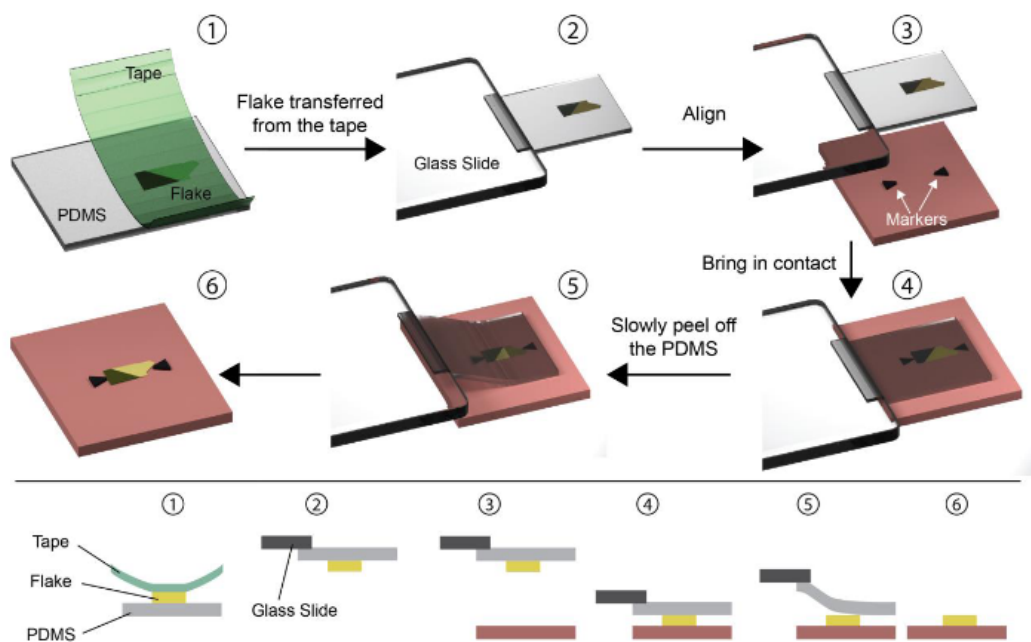 ①
②
③
Tape
Flake transferred
from the tape
Align
Glass Slide
Flake
PDMS
Markers
Bring in contact
⑥
⑤
④
Slowly peel off
the PDMS
①
②
③
④
⑤
⑥
Tape
Flake
Glass Slide
PDMS